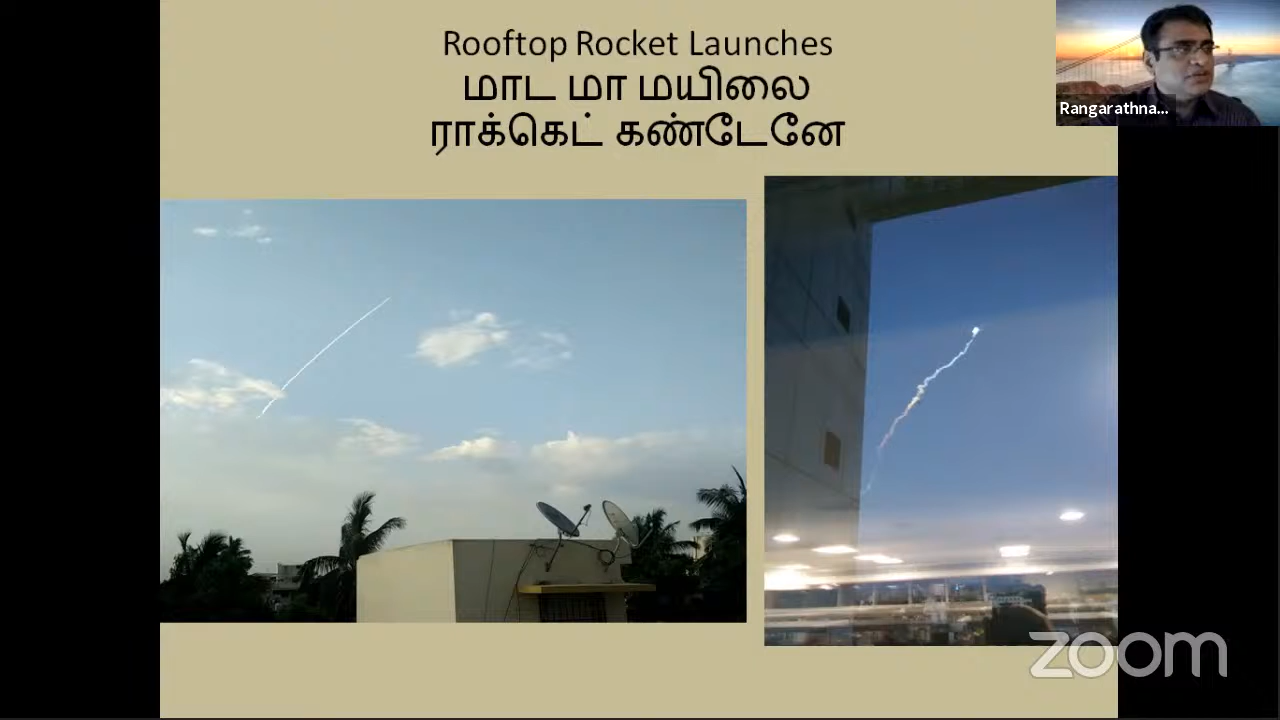 Rooftop Rocket Launches
மாட மா மயிலை
ராக்கெட் கண்டேனே
Rangarathna...
zoom